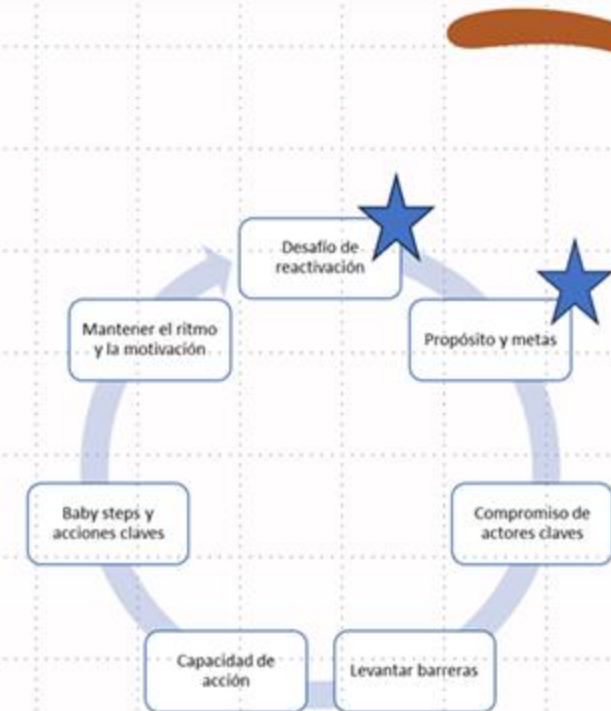 Desafío de
reactivación
Propósito y metas
Compromiso de
actores claves
Levantar barreras
Capacidad de
acción
Baby steps y
acciones claves
Mantener el ritmo
y la motivación